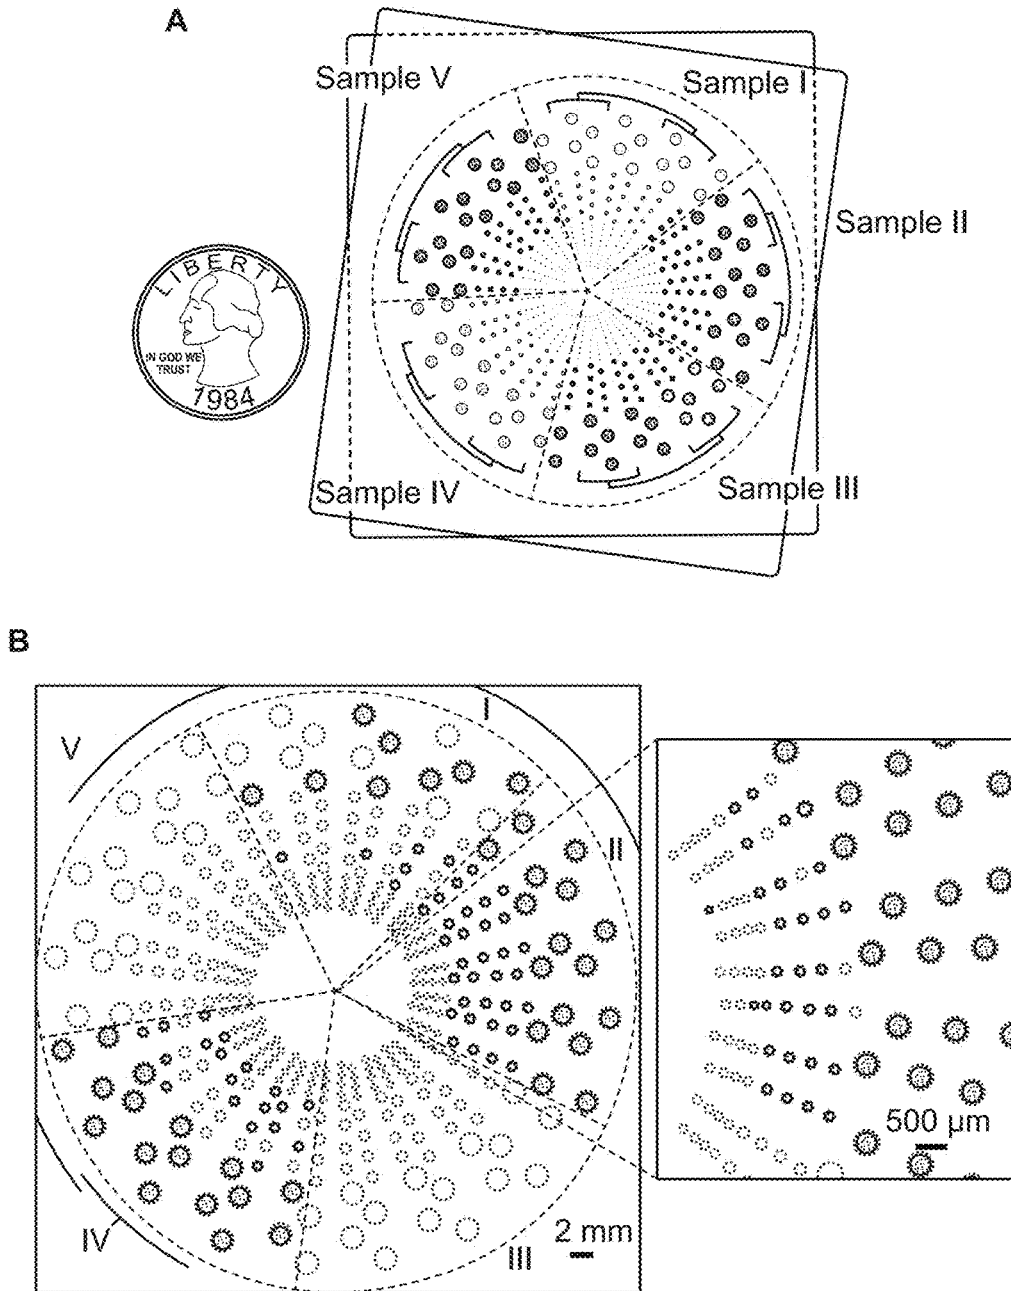 A
Sample V
Sample I
Sample II
LIBERTY
IN GOD WE
TRUST
1984
Sample IV
Sample III
B
V
I
II
500 µm
IV
III
2 mm